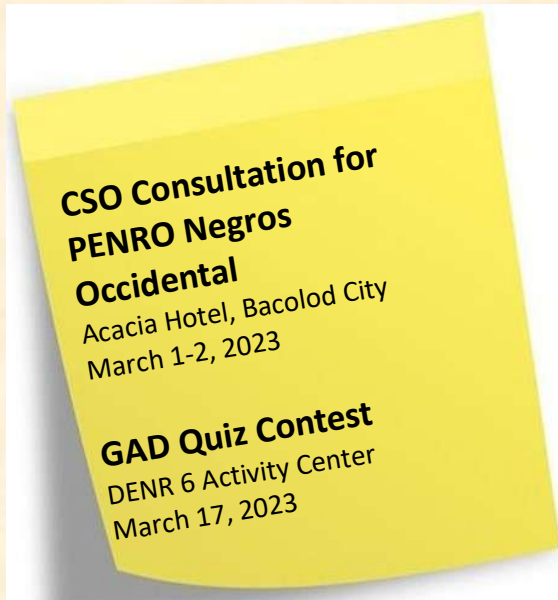 CSO Consultation for
PENRO Negros
Occidental
Acacia Hotel, Bacolod City
March 1-2, 2023
GAD Quiz Contest
DENR 6 Activity Center
March 17, 2023